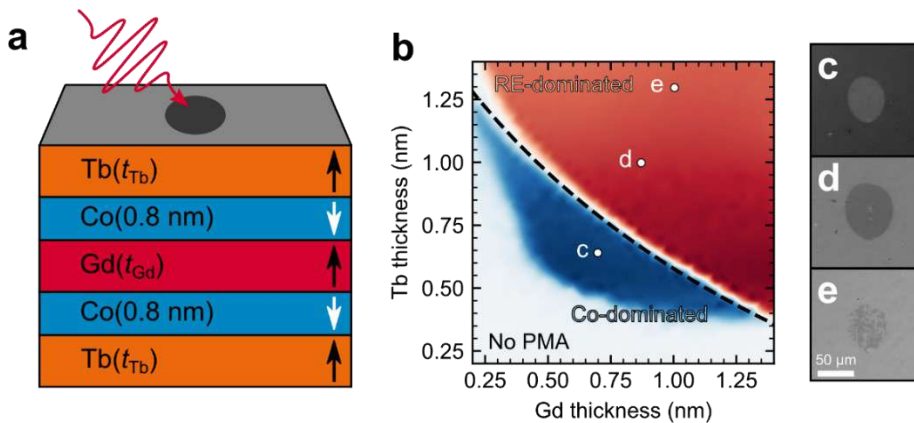 a
Tb(tTb)
Co(0.8 nm)
Gd(tGd)
Co(0.8 nm)
Tb(tTb)
b
Tb thickness (nm)
1.25
1.00
0.75
0.50
0.25
RE-dominated
e
d
c
Co-dominated
No PMA
0.25 0.50 0.75 1.00 1.25
Gd thickness (nm)
c
d
e
50 μm